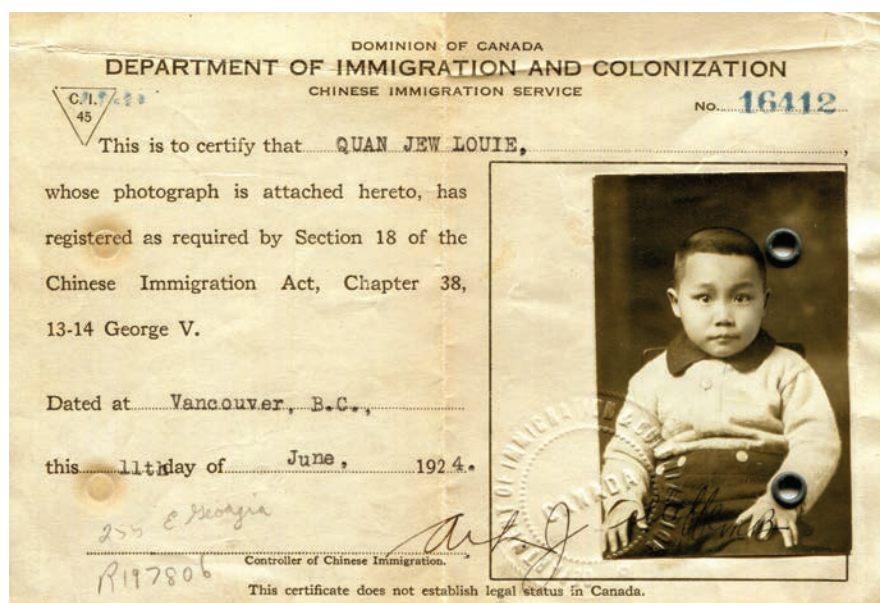 DOMINION OF CANADA
DEPARTMENT OF IMMIGRATION AND COLONIZATION
CHINESE IMMIGRATION SERVICE
C.I.
45
NO. 16412
This is to certify that QUAN JEW LOUIE,
whose photograph is attached hereto, has
registered as required by Section 18 of the
Chinese Immigration Act, Chapter 38,
13-14 George V.
Dated at Vancouver, B.C.,
this 11th day of June, 1924.
E Georgia
R197806
Controller of Chinese Immigration.
This certificate does not establish legal status in Canada.
CANADA